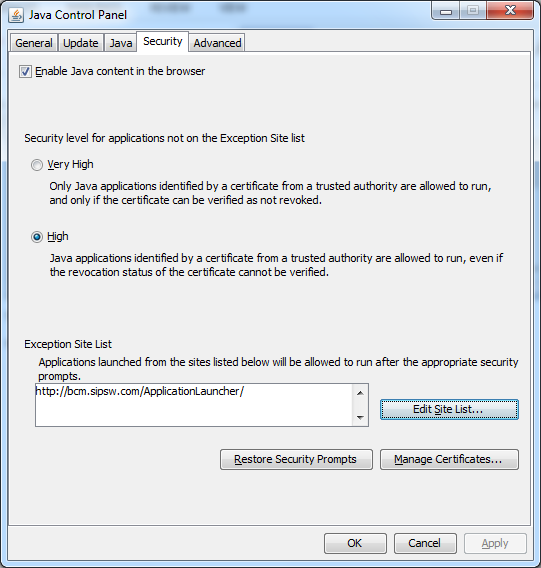 Java Control Panel
General Update Java Security Advanced
Enable Java content in the browser
Security level for applications not on the Exception Site list
Very High
Only Java applications identified by a certificate from a trusted authority are allowed to run,
and only if the certificate can be verified as not revoked.
High
Java applications identified by a certificate from a trusted authority are allowed to run, even if
the revocation status of the certificate cannot be verified.
Exception Site List
Applications launched from the sites listed below will be allowed to run after the appropriate security
prompts.
http://bcm.sipsw.com/ApplicationLauncher/
Edit Site List...
Restore Security Prompts Manage Certificates...
OK Cancel Apply